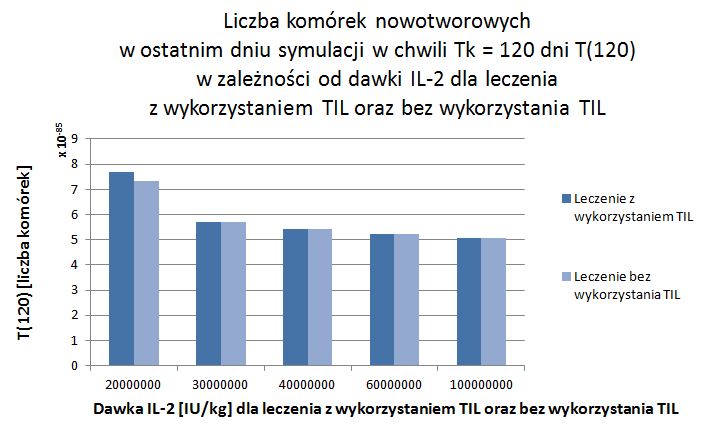 Liczba komórek nowotworowych
w ostatnim dniu symulacji w chwili Tk = 120 dni T(120)
w zależności od dawki IL-2 dla leczenia
z wykorzystaniem TIL oraz bez wykorzystania TIL
x 10-85
T(120) [liczba komórek]
9
8
7
6
5
4
3
2
1
0
20000000 30000000 40000000 60000000 100000000
Dawka IL-2 [IU/kg] dla leczenia z wykorzystaniem TIL oraz bez wykorzystania TIL
Leczenie z
wykorzystaniem TIL
Leczenie bez
wykorzystania TIL